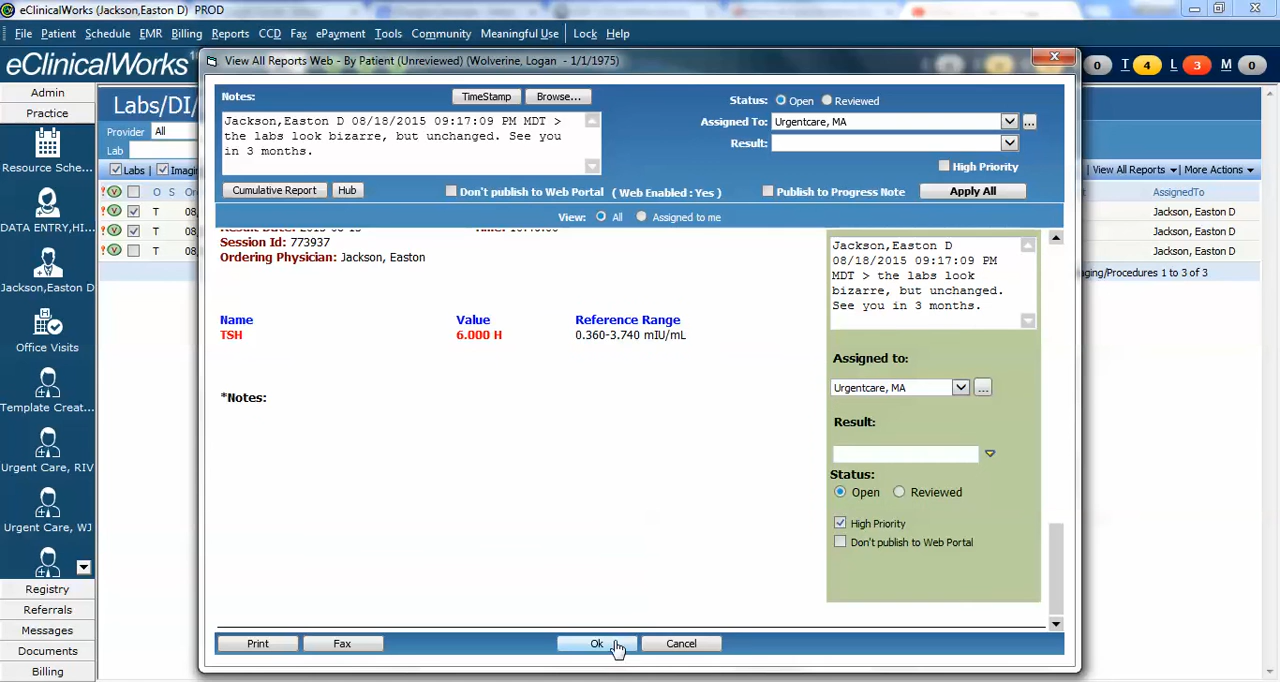 eClinicalWorks (Jackson,Easton D) PROD
File Patient Schedule EMR Billing Reports CCD Fax ePayment Tools Community Meaningful Use Lock Help
eClinicalWorks
View All Reports Web - By Patient (Unreviewed) (Wolverine, Logan - 1/1/1975)
0 T 4 L 3 M 0
Admin
Practice
Resource Sche...
DATA ENTRY,HI...
Jackson,Easton D
Office Visits
Template Creat...
Urgent Care, RIV
Urgent Care, WJ
Registry
Referrals
Messages
Documents
Billing
Labs/DI/
Provider All
Lab
Labs Imagi
O S
T 08,
T 08,
T 08,
Notes:
TimeStamp Browse...
Jackson,Easton D 08/18/2015 09:17:09 PM MDT >
the labs look bizarre, but unchanged. See you
in 3 months.
Status: Open Reviewed
Assigned To: Urgentcare, MA ...
Result:
High Priority
Cumulative Report Hub
Don't publish to Web Portal ( Web Enabled : Yes )
Publish to Progress Note
Apply All
View: All Assigned to me
Session Id: 773937
Ordering Physician: Jackson, Easton
Name Value Reference Range
TSH 6.000 H 0.360-3.740 mIU/mL
*Notes:
Jackson,Easton D
08/18/2015 09:17:09 PM
MDT > the labs look
bizarre, but unchanged.
See you in 3 months.
Assigned to:
Urgentcare, MA ...
Result:
Status:
Open Reviewed
High Priority
Don't publish to Web Portal
Print Fax Ok Cancel
View All Reports More Actions
AssignedTo
Jackson, Easton D
Jackson, Easton D
Jackson, Easton D
ging/Procedures 1 to 3 of 3